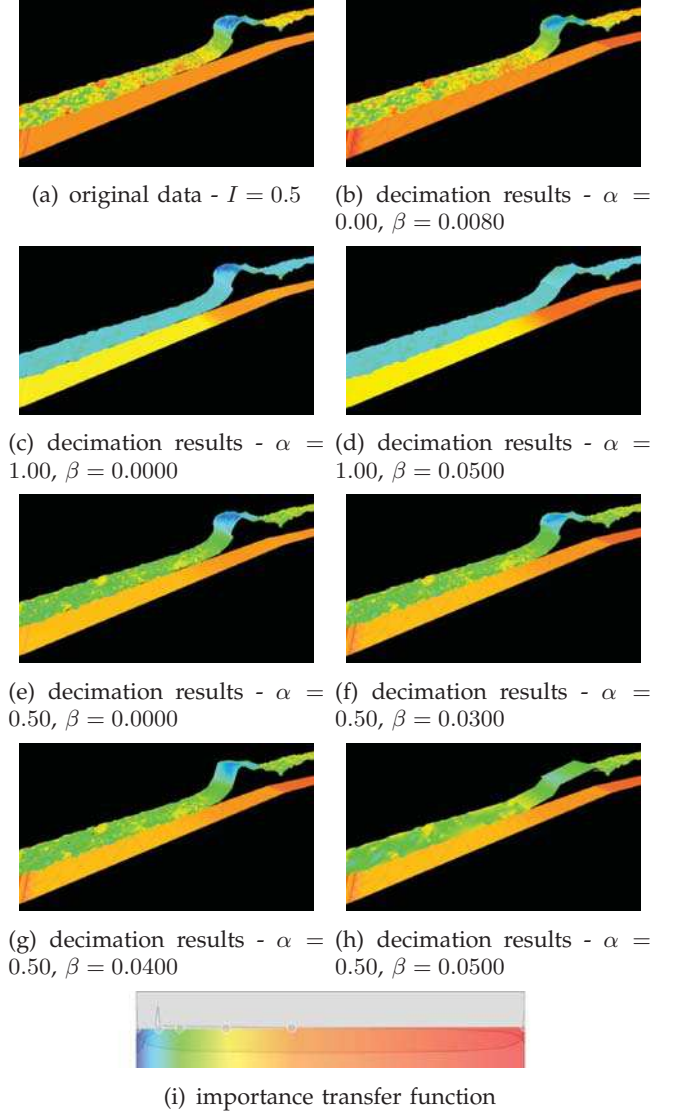 (a) original data - I = 0.5
(b) decimation results - α =
0.00, β = 0.0080
(c) decimation results - α =
1.00, β = 0.0000
(d) decimation results - α =
1.00, β = 0.0500
(e) decimation results - α =
0.50, β = 0.0000
(f) decimation results - α =
0.50, β = 0.0300
(g) decimation results - α =
0.50, β = 0.0400
(h) decimation results - α =
0.50, β = 0.0500
(i) importance transfer function